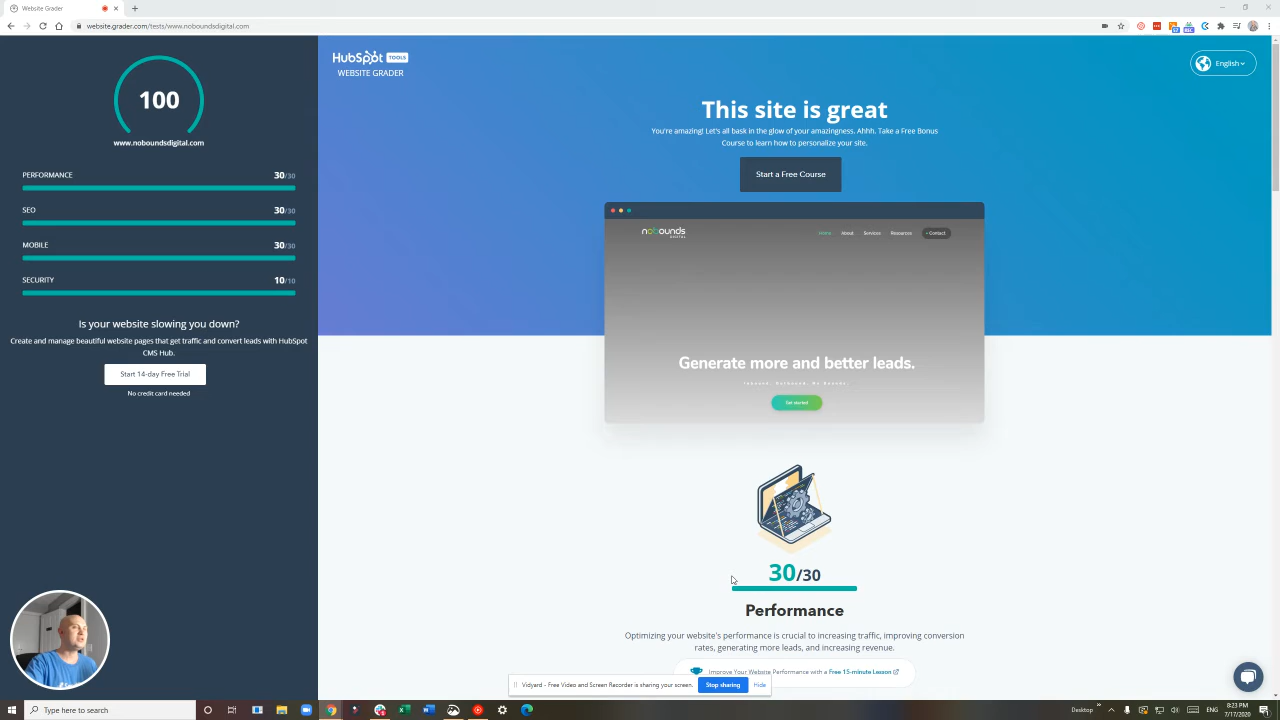 Website Grader
website.grader.com/tests/www.noboundsdigital.com
100
www.noboundsdigital.com
PERFORMANCE 30/30
SEO 30/30
MOBILE 30/30
SECURITY 10/10
Is your website slowing you down?
Create and manage beautiful website pages that get traffic and convert leads with HubSpot
CMS Hub.
Start 14-day Free Trial
No credit card needed
HubSpot TOOLS
WEBSITE GRADER
English
This site is great
You're amazing! Let's all bask in the glow of your amazingness. Ahhh. Take a Free Bonus
Course to learn how to personalize your site.
Start a Free Course
nobounds
DIGITAL
Home About Services Resources Contact
Generate more and better leads.
Inbound. Outbound. No Bounds.
Get started
30/30
Performance
Optimizing your website's performance is crucial to increasing traffic, improving conversion
rates, generating more leads, and increasing revenue.
Improve Your Website Performance with a Free 15-minute Lesson
Vidyard - Free Video and Screen Recorder is sharing your screen. Stop sharing Hide
Type here to search
Desktop
ENG
8:23 PM
7/17/2020